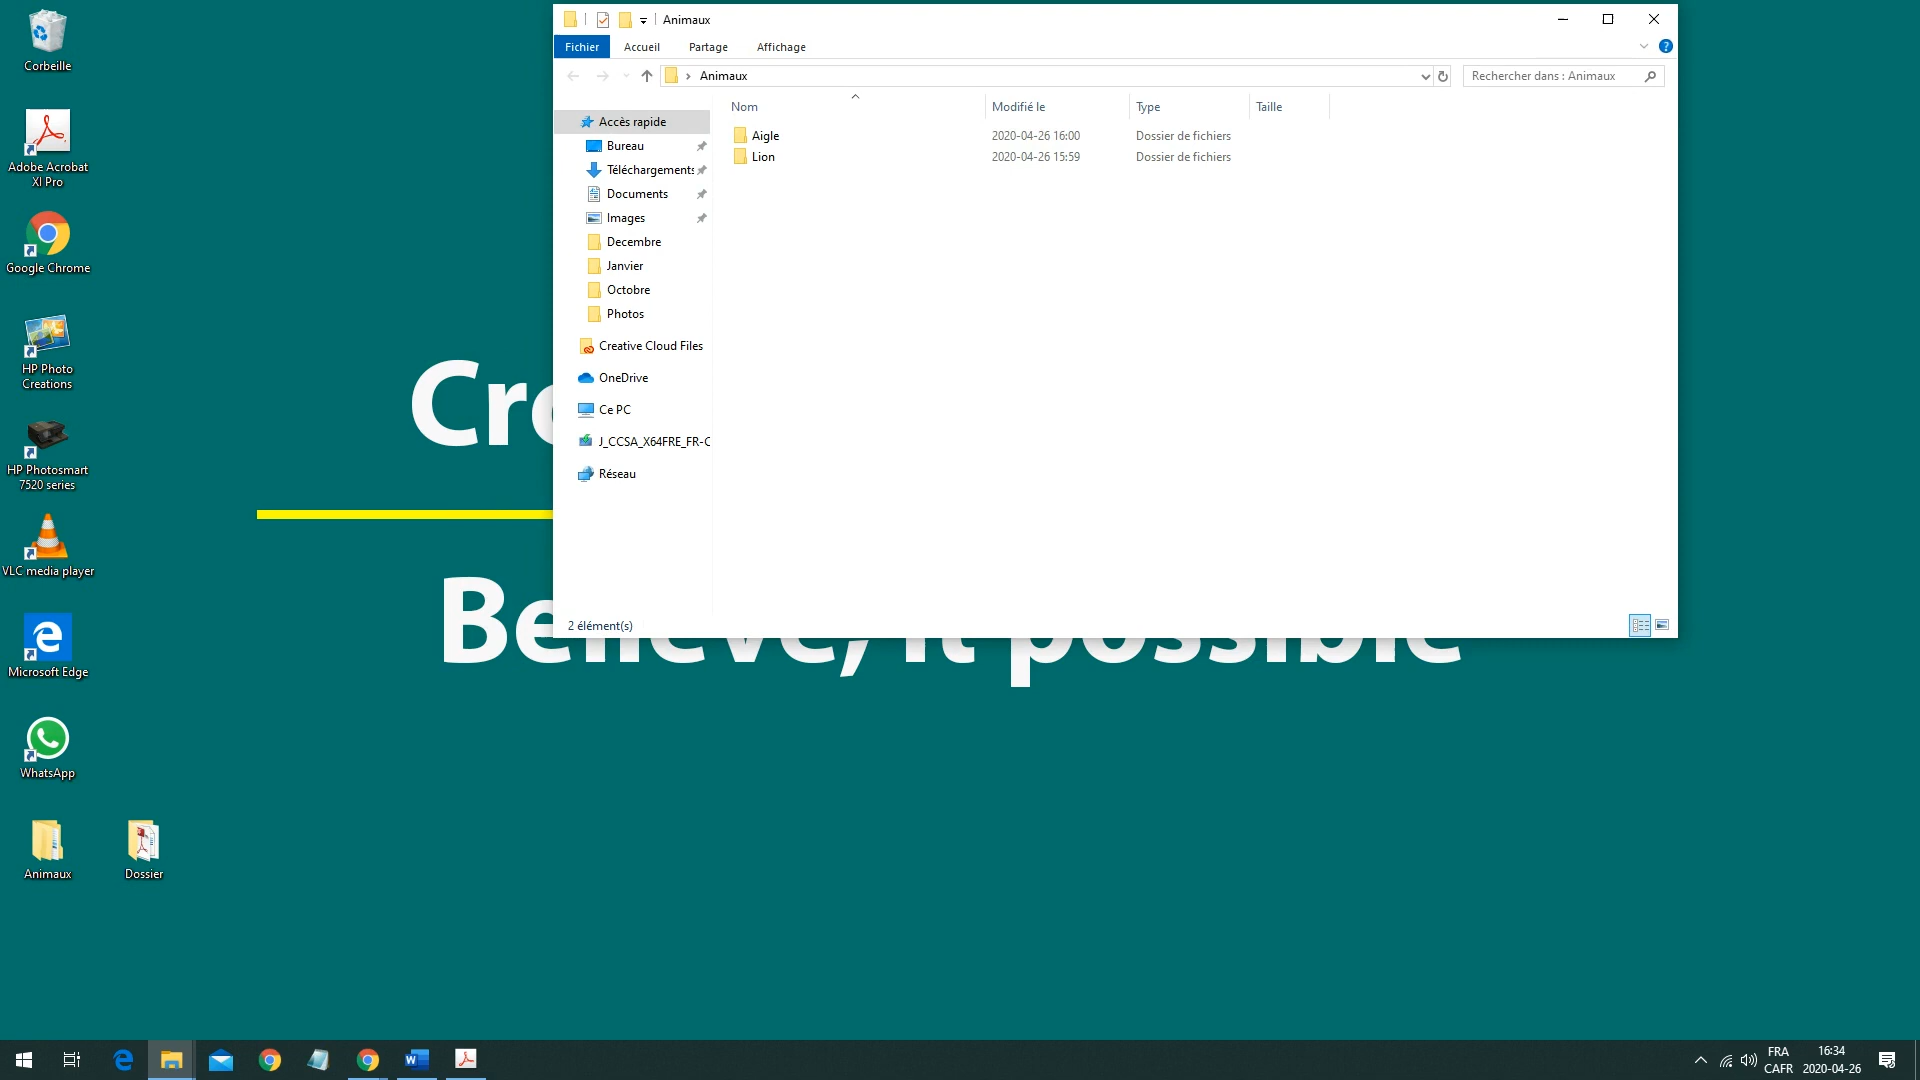 Corbeille
Adobe Acrobat
XI Pro
Google Chrome
HP Photo
Creations
HP Photosmart
7520 series
VLC media player
Microsoft Edge
WhatsApp
Animaux
Dossier
Animaux
Fichier
Accueil
Partage
Affichage
Animaux
Rechercher dans : Animaux
Nom
Modifié le
Type
Taille
Aigle
2020-04-26 16:00
Dossier de fichiers
Lion
2020-04-26 15:59
Dossier de fichiers
Accès rapide
Bureau
Téléchargements
Documents
Images
Decembre
Janvier
Octobre
Photos
Creative Cloud Files
OneDrive
Ce PC
J_CCSA_X64FRE_FR-C
Réseau
2 élément(s)
Cre
Believe, it possible
FRA
CAFR
16:34
2020-04-26